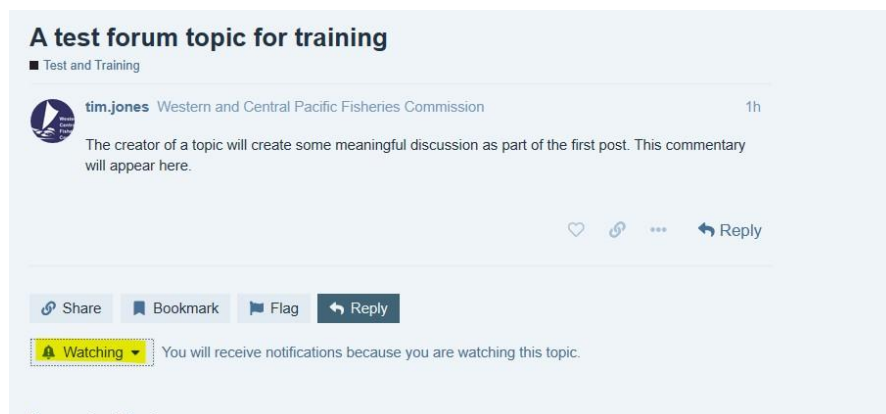 A test forum topic for training
Test and Training
tim.jones Western and Central Pacific Fisheries Commission 1h
The creator of a topic will create some meaningful discussion as part of the first post. This commentary
will appear here.
Reply
Share Bookmark Flag Reply
Watching You will receive notifications because you are watching this topic.